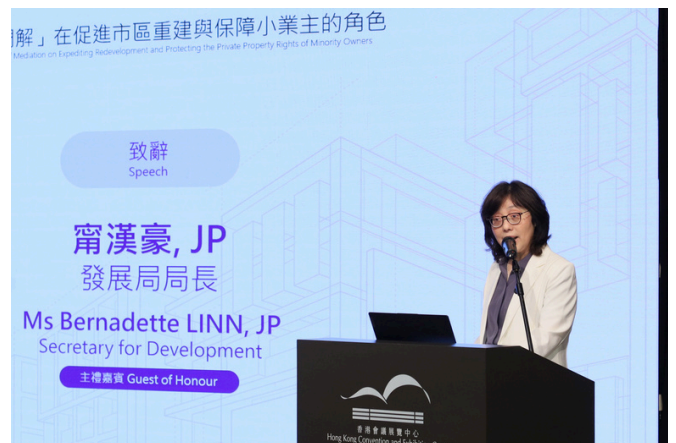 解」在促進市區重建與保障小業主的角色
Mediation on Expediting Redevelopment and Protecting the Private Property Rights of Minority Owners
致辭
Speech
甯漢豪, JP
發展局局長
Ms Bernadette LINN, JP
Secretary for Development
主禮嘉賓 Guest of Honour
香港會議展覽中心
Hong Kong Convention and Exhibition